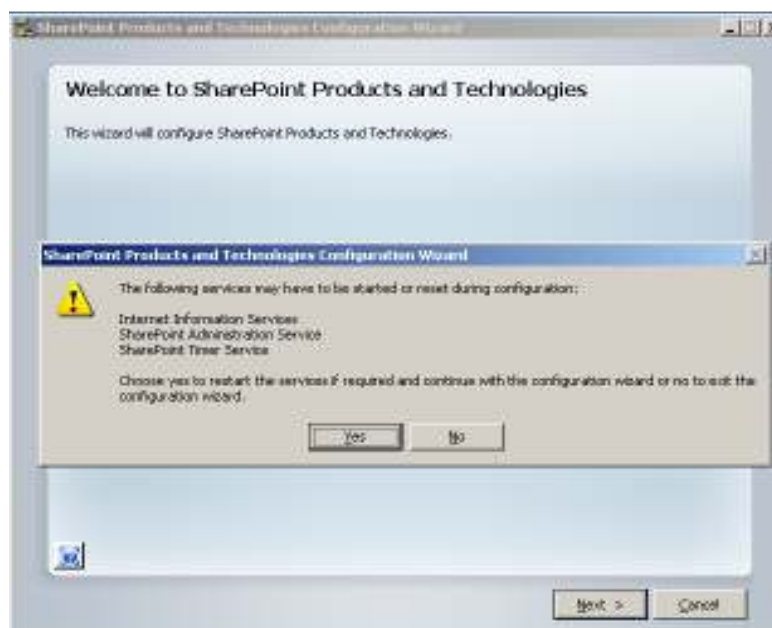 SharePoint Products and Technologies Configuration Wizard
Welcome to SharePoint Products and Technologies
This wizard will configure SharePoint Products and Technologies.
SharePoint Products and Technologies Configuration Wizard
The following services may have to be started or reset during configuration:
Internet Information Services
SharePoint Administration Service
SharePoint Timer Service
Choose yes to restart the services if required and continue with the configuration wizard or no to exit the
configuration wizard.
Yes No
Next > Cancel